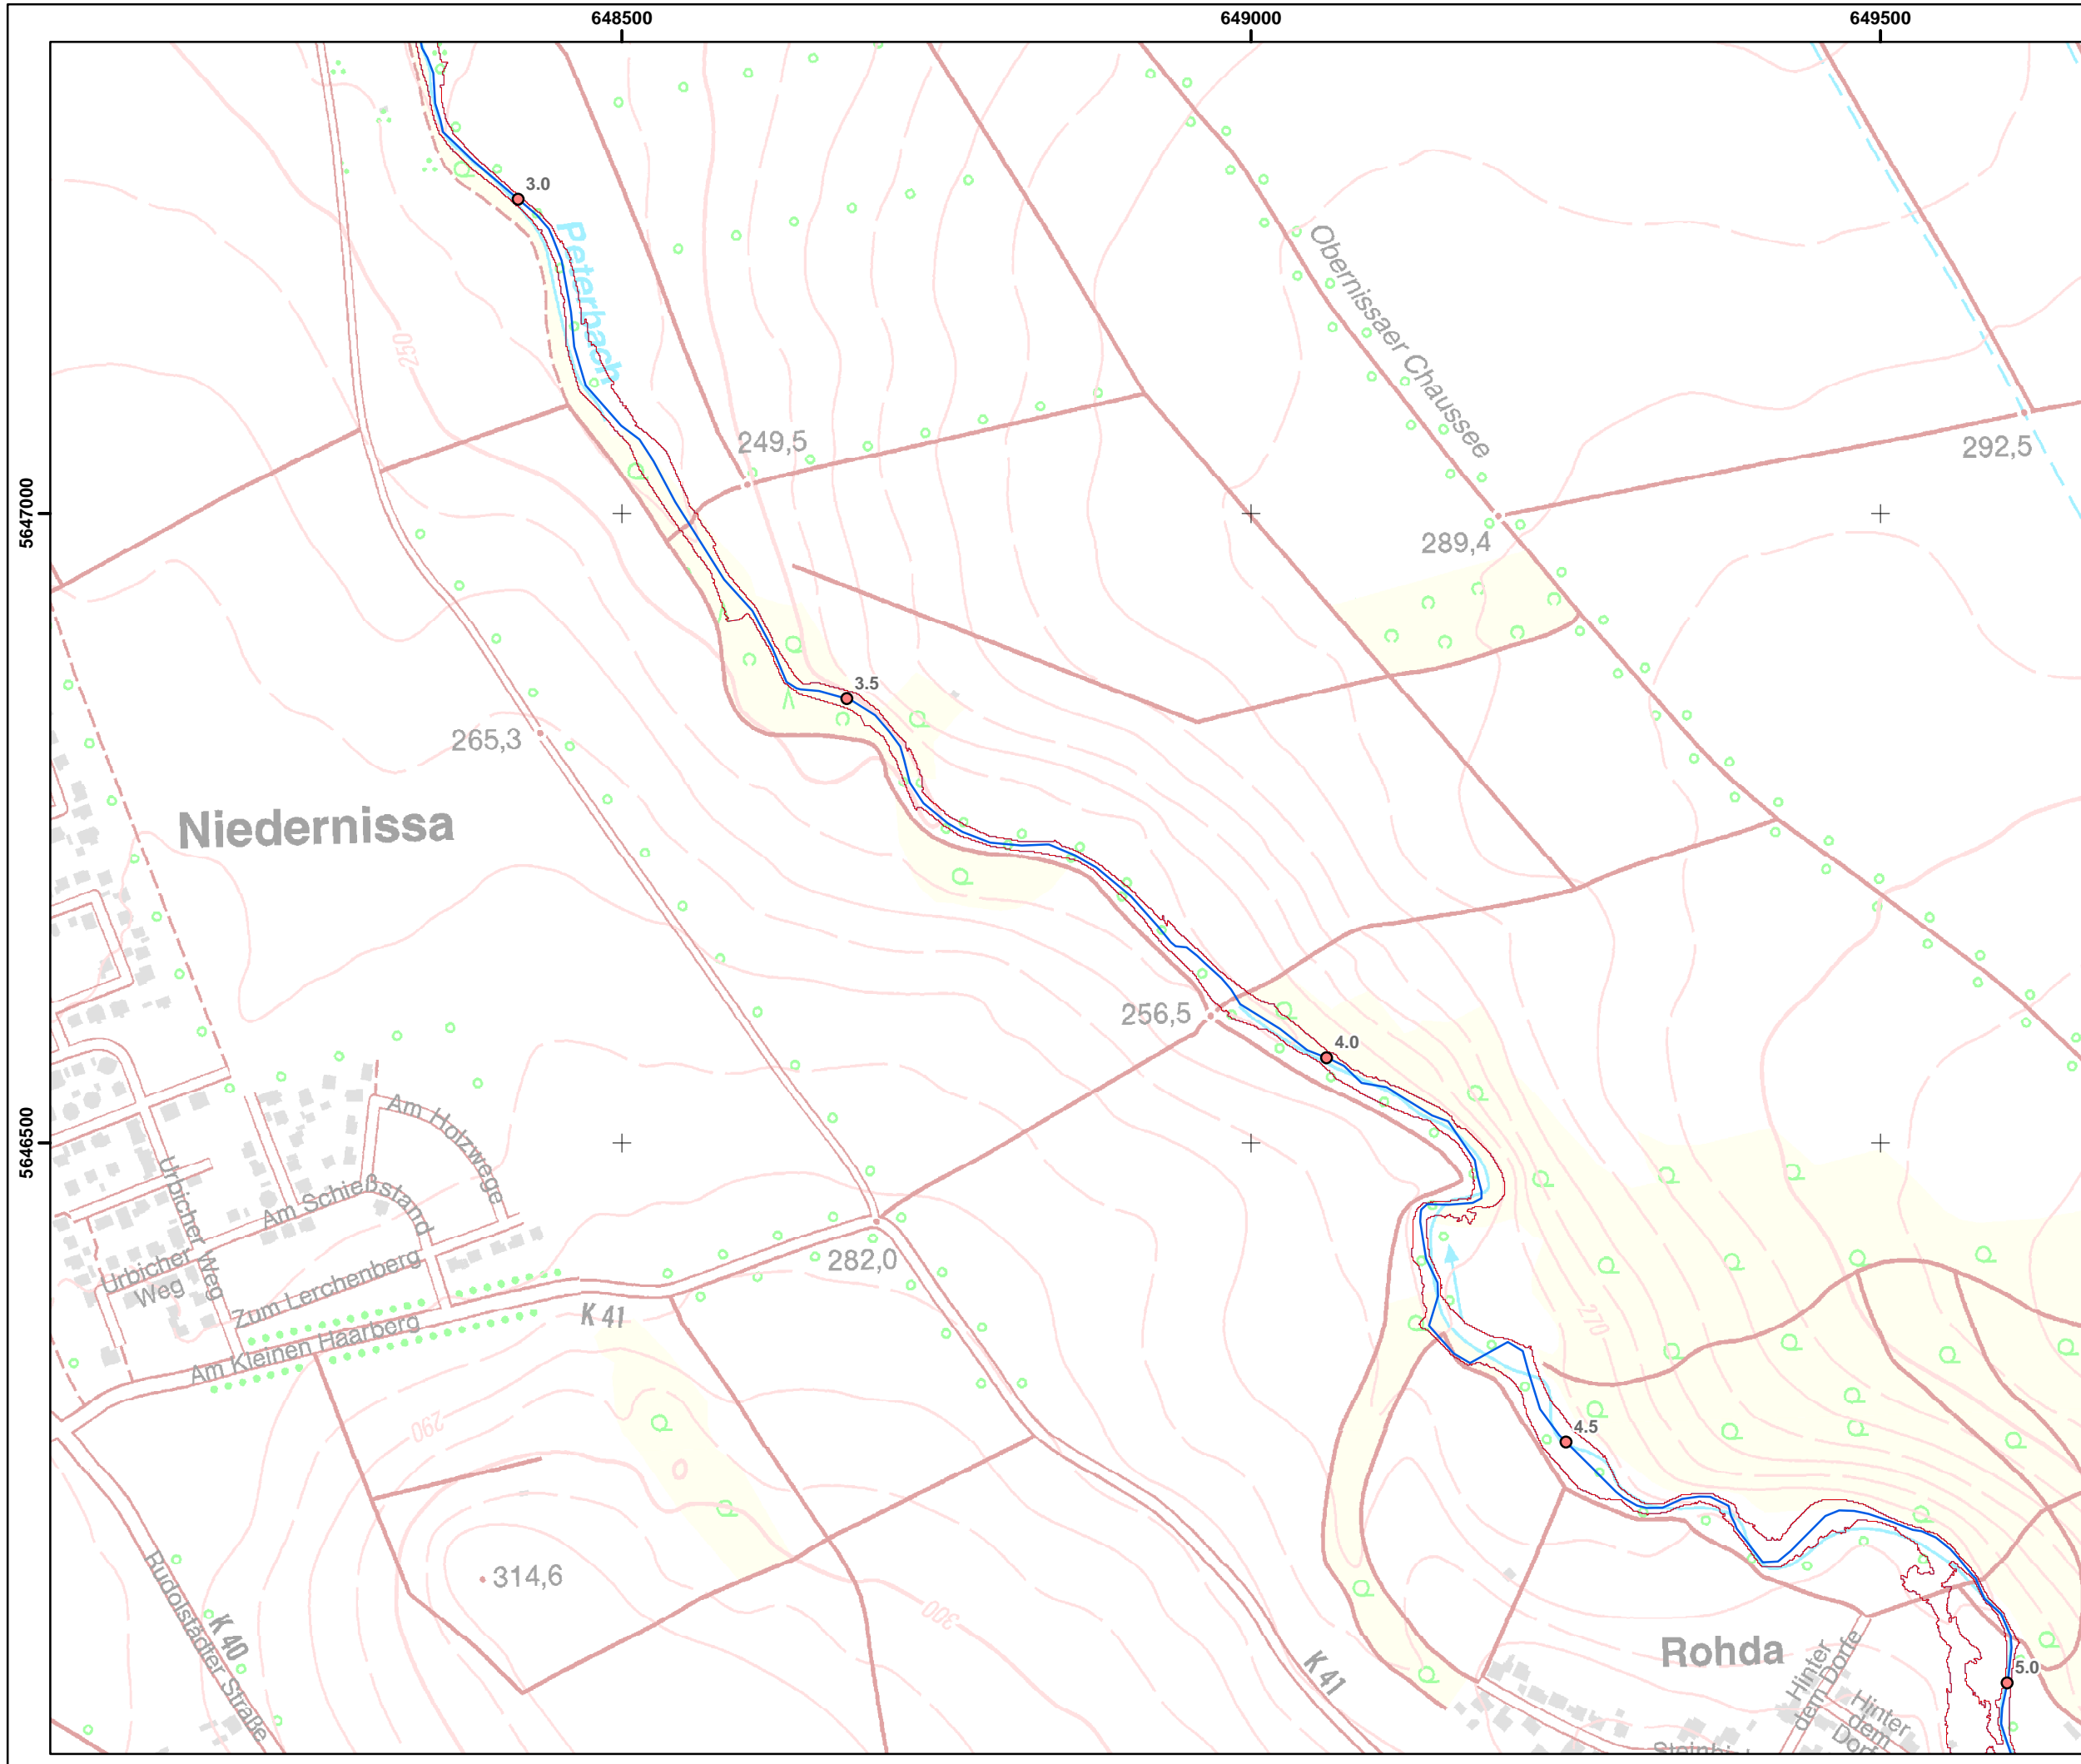 648500
649000
649500
3.0
Peterbach
Obernissaer Chaussee
250
249,5
292,5
5647000
289,4
3.5
265,3
Niedernissa
256,5
4.0
Am Holzwege
5646500
Urbicher Weg
Am Schießstand
282,0
Urbicher
Weg
Zum Lerchenberg
K 41
270
Am Kleinen Haarberg
290
4.5
314,6
300
Rudolstädter Straße
K 40
K 41
Rohda
Hinter
dem Dorfe
5.0
Hinter
dem